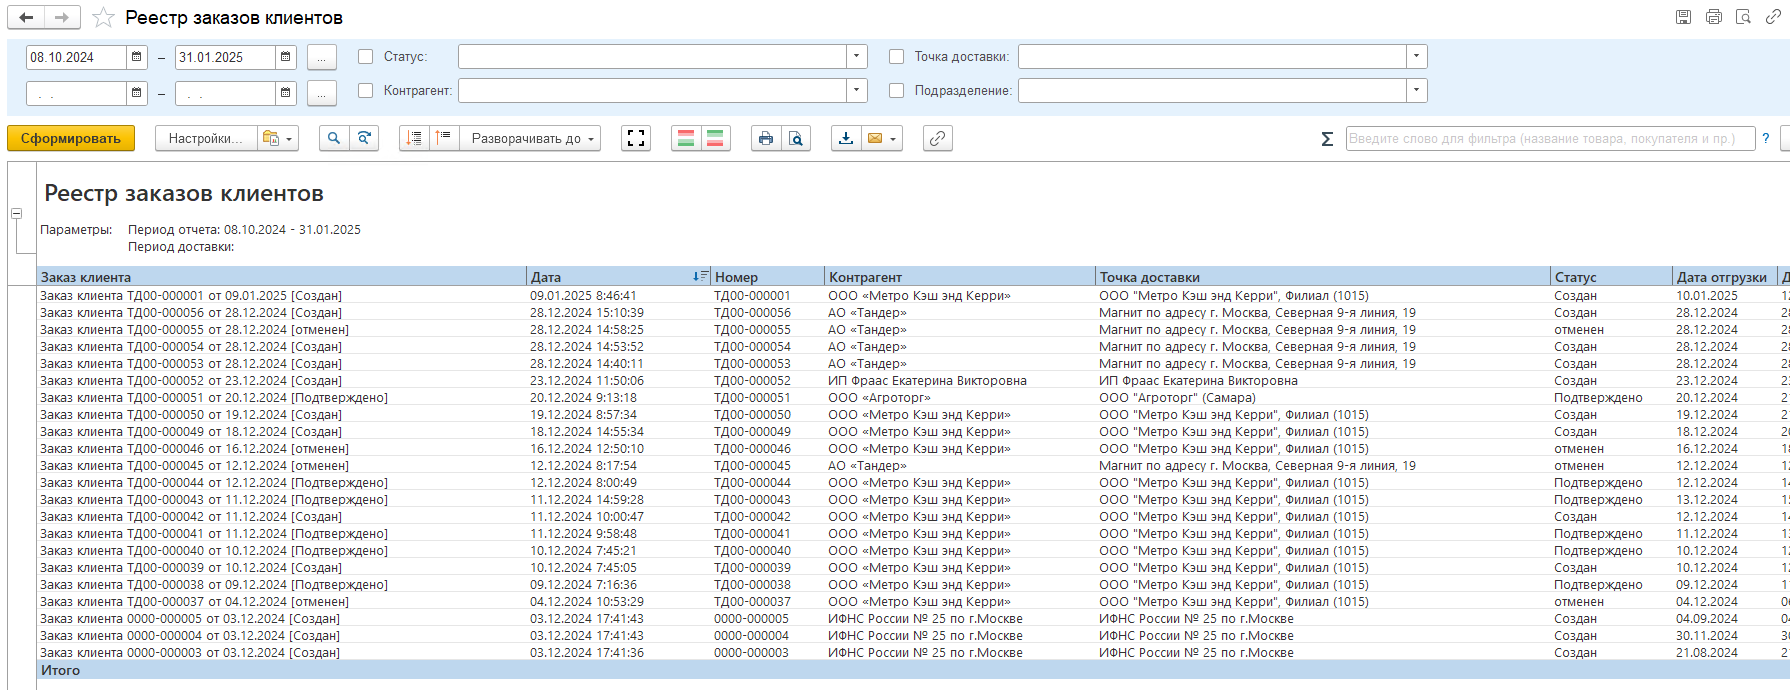 Реестр заказов клиентов
08.10.2024 – 31.01.2025 ... Статус: Точка доставки:
. . – . . ... Контрагент: Подразделение:
Сформировать Настройки... Разворачивать до Σ Введите слово для фильтра (название товара, покупателя и пр.) ?
Реестр заказов клиентов
Параметры: Период отчета: 08.10.2024 - 31.01.2025
Период доставки:
Заказ клиента Дата Номер Контрагент Точка доставки Статус Дата отгрузки
Заказ клиента ТД00-000001 от 09.01.2025 [Создан] 09.01.2025 8:46:41 ТД00-000001 ООО «Метро Кэш энд Керри» ООО "Метро Кэш энд Керри", Филиал (1015) Создан 10.01.2025
Заказ клиента ТД00-000056 от 28.12.2024 [Создан] 28.12.2024 15:10:39 ТД00-000056 АО «Тандер» Магнит по адресу г. Москва, Северная 9-я линия, 19 Создан 28.12.2024
Заказ клиента ТД00-000055 от 28.12.2024 [отменен] 28.12.2024 14:58:25 ТД00-000055 АО «Тандер» Магнит по адресу г. Москва, Северная 9-я линия, 19 отменен 28.12.2024
Заказ клиента ТД00-000054 от 28.12.2024 [Создан] 28.12.2024 14:53:52 ТД00-000054 АО «Тандер» Магнит по адресу г. Москва, Северная 9-я линия, 19 Создан 28.12.2024
Заказ клиента ТД00-000053 от 28.12.2024 [Создан] 28.12.2024 14:40:11 ТД00-000053 АО «Тандер» Магнит по адресу г. Москва, Северная 9-я линия, 19 Создан 28.12.2024
Заказ клиента ТД00-000052 от 23.12.2024 [Создан] 23.12.2024 11:50:06 ТД00-000052 ИП Фраас Екатерина Викторовна ИП Фраас Екатерина Викторовна Создан 23.12.2024
Заказ клиента ТД00-000051 от 20.12.2024 [Подтверждено] 20.12.2024 9:13:18 ТД00-000051 ООО «Агроторг» ООО "Агроторг" (Самара) Подтверждено 20.12.2024
Заказ клиента ТД00-000050 от 19.12.2024 [Создан] 19.12.2024 8:57:34 ТД00-000050 ООО «Метро Кэш энд Керри» ООО "Метро Кэш энд Керри", Филиал (1015) Создан 19.12.2024
Заказ клиента ТД00-000049 от 18.12.2024 [Создан] 18.12.2024 14:55:34 ТД00-000049 ООО «Метро Кэш энд Керри» ООО "Метро Кэш энд Керри", Филиал (1015) Создан 18.12.2024
Заказ клиента ТД00-000046 от 16.12.2024 [отменен] 16.12.2024 12:50:10 ТД00-000046 ООО «Метро Кэш энд Керри» ООО "Метро Кэш энд Керри", Филиал (1015) отменен 16.12.2024
Заказ клиента ТД00-000045 от 12.12.2024 [отменен] 12.12.2024 8:17:54 ТД00-000045 АО «Тандер» Магнит по адресу г. Москва, Северная 9-я линия, 19 отменен 12.12.2024
Заказ клиента ТД00-000044 от 12.12.2024 [Подтверждено] 12.12.2024 8:00:49 ТД00-000044 ООО «Метро Кэш энд Керри» ООО "Метро Кэш энд Керри", Филиал (1015) Подтверждено 12.12.2024
Заказ клиента ТД00-000043 от 11.12.2024 [Подтверждено] 11.12.2024 14:59:28 ТД00-000043 ООО «Метро Кэш энд Керри» ООО "Метро Кэш энд Керри", Филиал (1015) Подтверждено 13.12.2024
Заказ клиента ТД00-000042 от 11.12.2024 [Создан] 11.12.2024 10:00:47 ТД00-000042 ООО «Метро Кэш энд Керри» ООО "Метро Кэш энд Керри", Филиал (1015) Создан 12.12.2024
Заказ клиента ТД00-000041 от 11.12.2024 [Подтверждено] 11.12.2024 9:58:48 ТД00-000041 ООО «Метро Кэш энд Керри» ООО "Метро Кэш энд Керри", Филиал (1015) Подтверждено 11.12.2024
Заказ клиента ТД00-000040 от 10.12.2024 [Подтверждено] 10.12.2024 7:45:21 ТД00-000040 ООО «Метро Кэш энд Керри» ООО "Метро Кэш энд Керри", Филиал (1015) Подтверждено 10.12.2024
Заказ клиента ТД00-000039 от 10.12.2024 [Создан] 10.12.2024 7:45:05 ТД00-000039 ООО «Метро Кэш энд Керри» ООО "Метро Кэш энд Керри", Филиал (1015) Создан 10.12.2024
Заказ клиента ТД00-000038 от 09.12.2024 [Подтверждено] 09.12.2024 7:16:36 ТД00-000038 ООО «Метро Кэш энд Керри» ООО "Метро Кэш энд Керри", Филиал (1015) Подтверждено 09.12.2024
Заказ клиента ТД00-000037 от 04.12.2024 [отменен] 04.12.2024 10:53:29 ТД00-000037 ООО «Метро Кэш энд Керри» ООО "Метро Кэш энд Керри", Филиал (1015) отменен 04.12.2024
Заказ клиента 0000-000005 от 03.12.2024 [Создан] 03.12.2024 17:41:43 0000-000005 ИФНС России № 25 по г.Москве ИФНС России № 25 по г.Москве Создан 04.09.2024
Заказ клиента 0000-000004 от 03.12.2024 [Создан] 03.12.2024 17:41:43 0000-000004 ИФНС России № 25 по г.Москве ИФНС России № 25 по г.Москве Создан 30.11.2024
Заказ клиента 0000-000003 от 03.12.2024 [Создан] 03.12.2024 17:41:36 0000-000003 ИФНС России № 25 по г.Москве ИФНС России № 25 по г.Москве Создан 21.08.2024
Итого